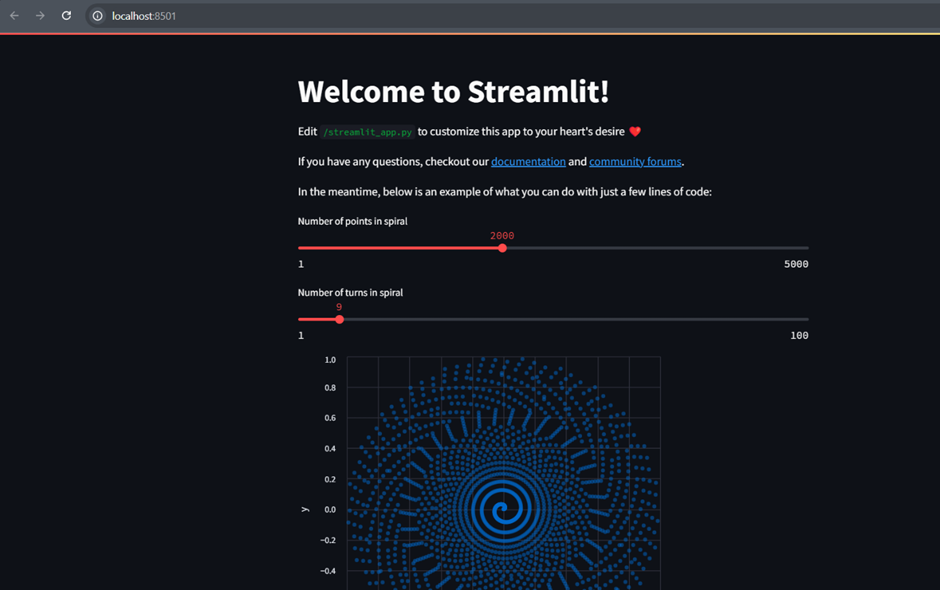 localhost:8501
Welcome to Streamlit!
Edit /streamlit_app.py to customize this app to your heart's desire ❤️
If you have any questions, checkout our documentation and community forums.
In the meantime, below is an example of what you can do with just a few lines of code:
Number of points in spiral
2000
1 5000
Number of turns in spiral
9
1 100
1.0
0.8
0.6
0.4
0.2
y 0.0
−0.2
−0.4